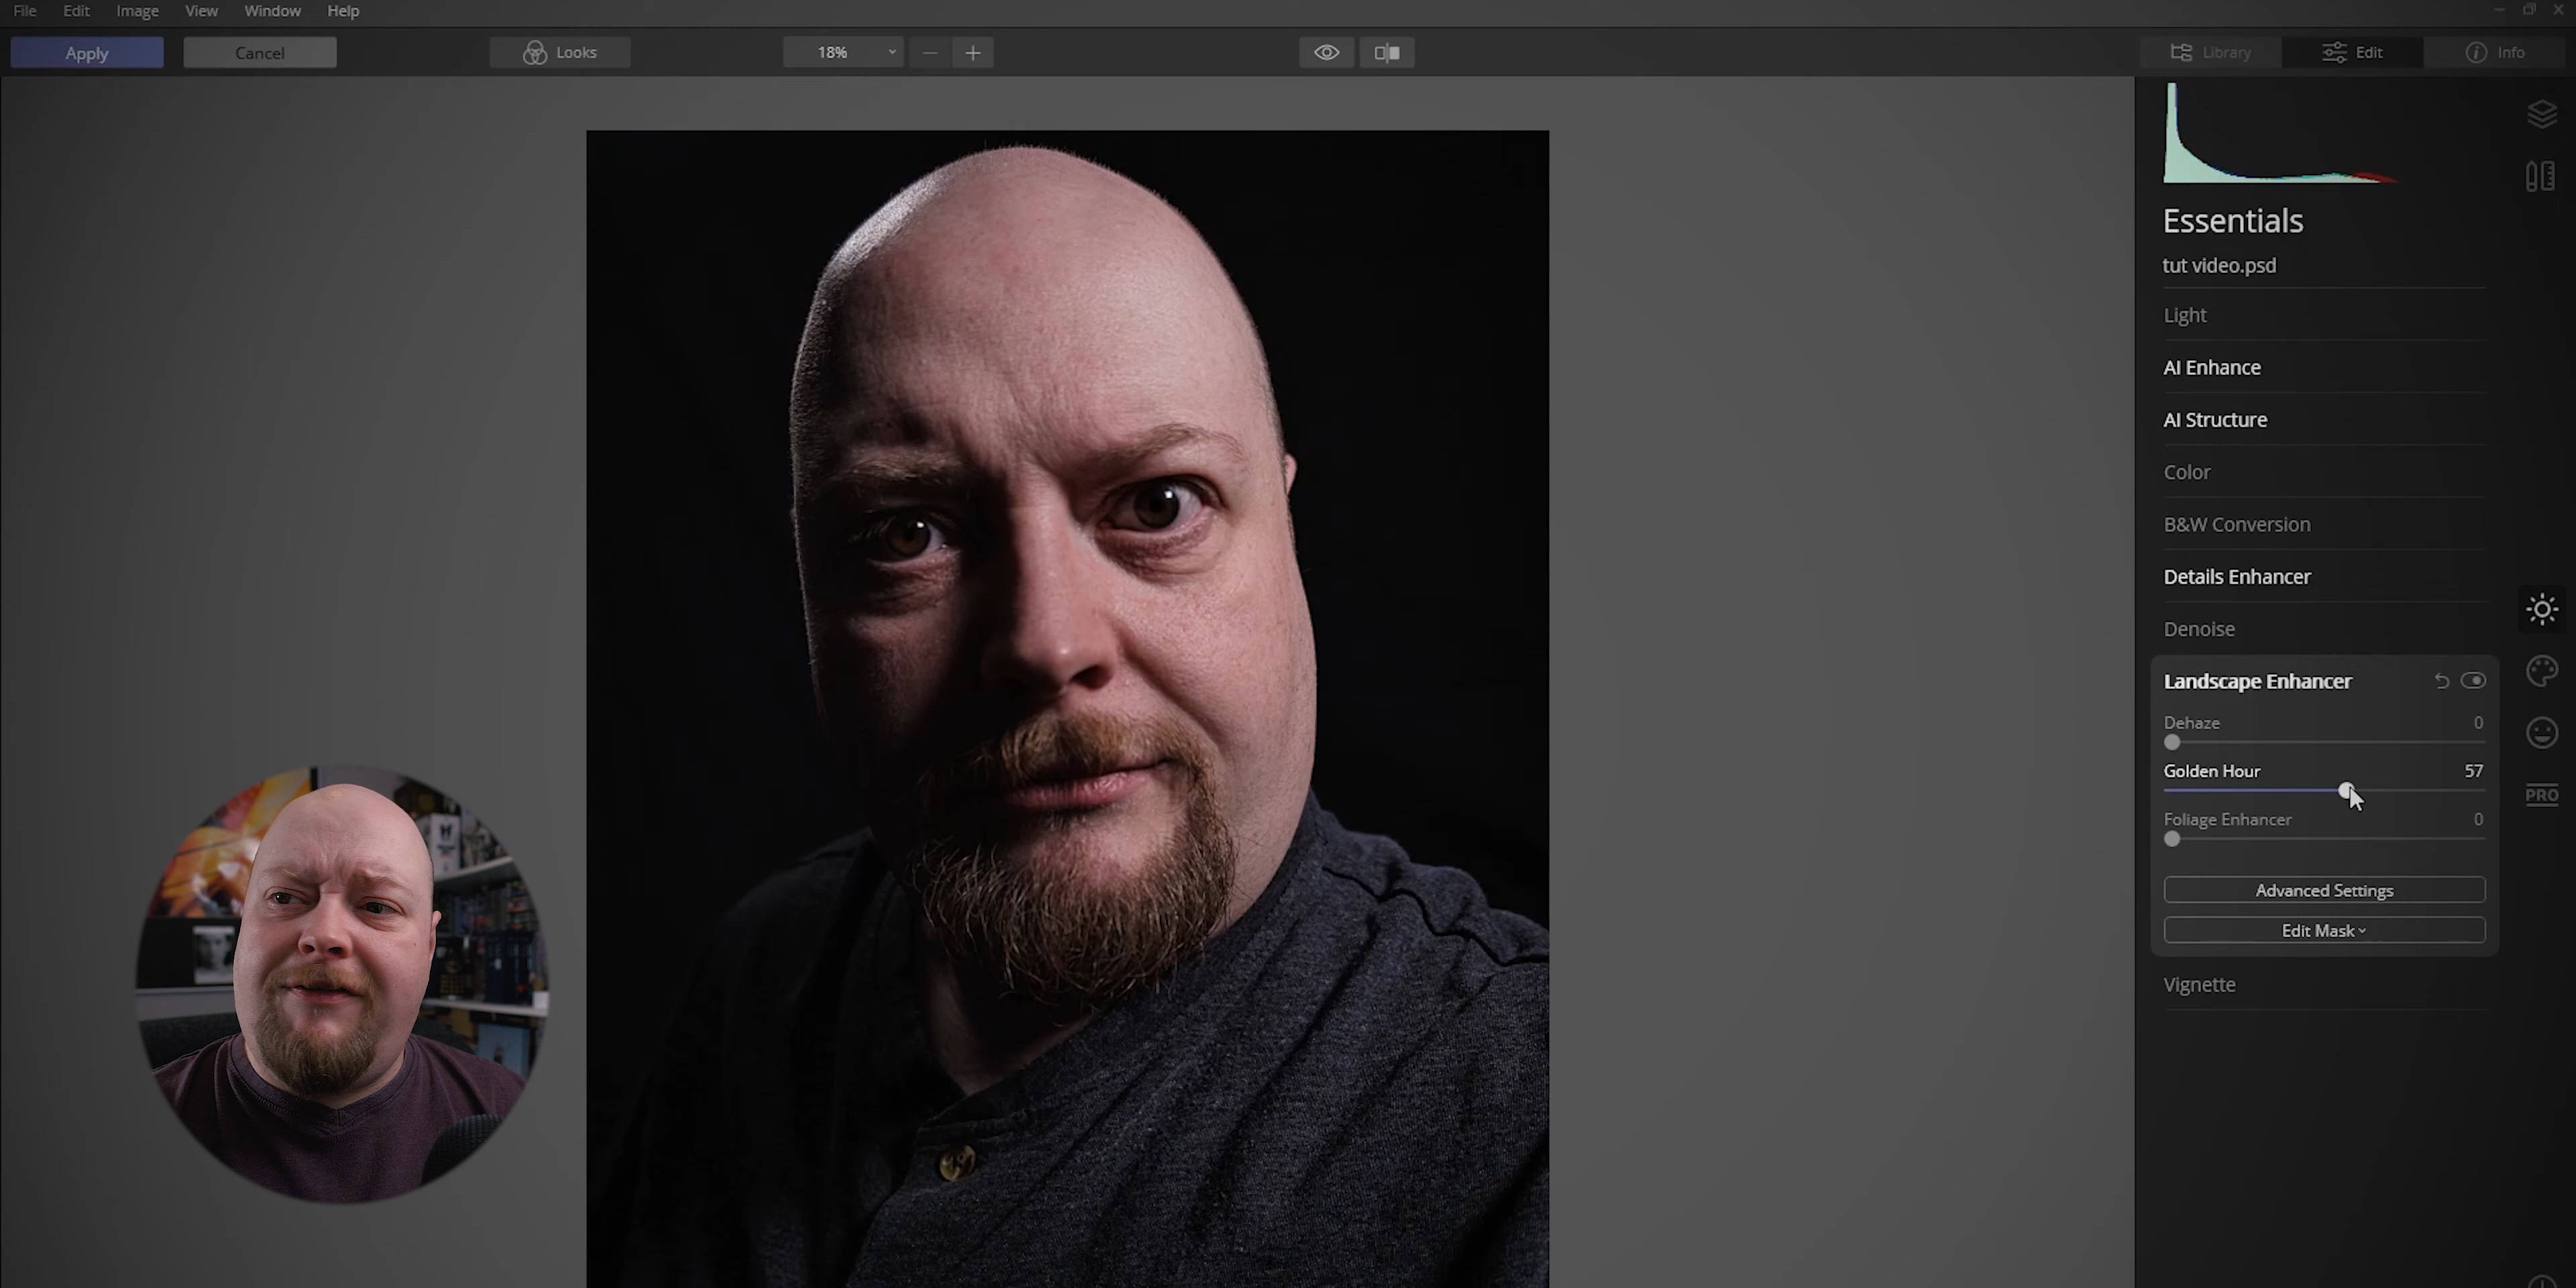 File Edit Image View Window Help
Apply Cancel Looks 18% Library Edit Info
Essentials
tut video.psd
Light
AI Enhance
AI Structure
Color
B&W Conversion
Details Enhancer
Denoise
Landscape Enhancer
Dehaze 0
Golden Hour 57
PRO
Foliage Enhancer 0
Advanced Settings
Edit Mask
Vignette